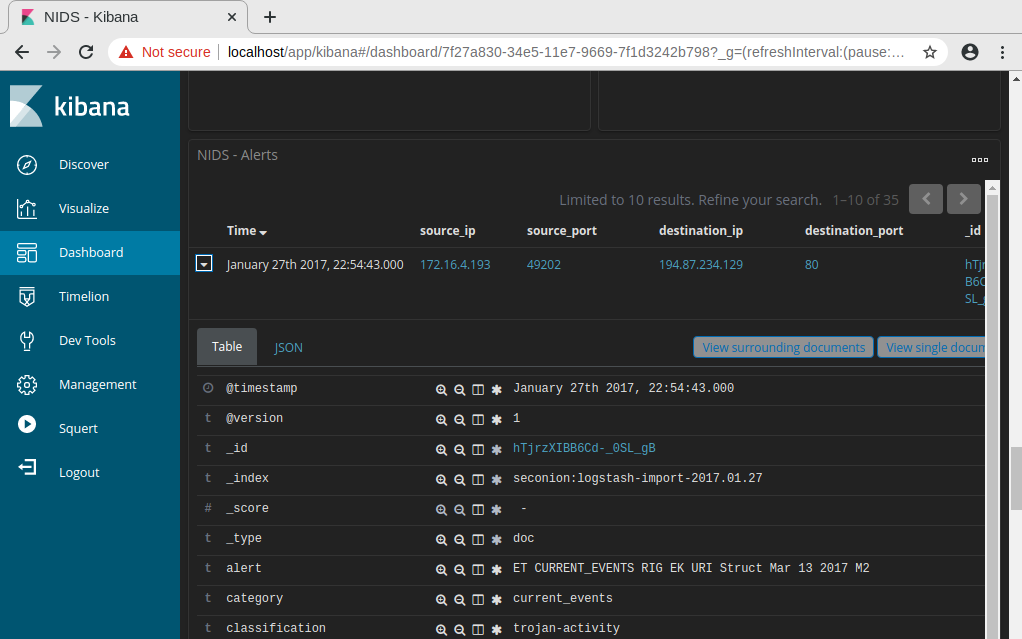 NIDS - Kibana
Not secure localhost/app/kibana#/dashboard/7f27a830-34e5-11e7-9669-7f1d3242b798?_g=(refreshInterval:(pause:...
kibana
Discover
Visualize
Dashboard
Timelion
Dev Tools
Management
Squert
Logout
NIDS - Alerts
Limited to 10 results. Refine your search. 1–10 of 35
Time source_ip source_port destination_ip destination_port _id
January 27th 2017, 22:54:43.000 172.16.4.193 49202 194.87.234.129 80 hTjr
B6C
SL_
Table JSON View surrounding documents View single docum
@timestamp January 27th 2017, 22:54:43.000
t @version 1
t _id hTjrzXIBB6Cd-_0SL_gB
t _index seconion:logstash-import-2017.01.27
# _score -
t _type doc
t alert ET CURRENT_EVENTS RIG EK URI Struct Mar 13 2017 M2
t category current_events
t classification trojan-activity